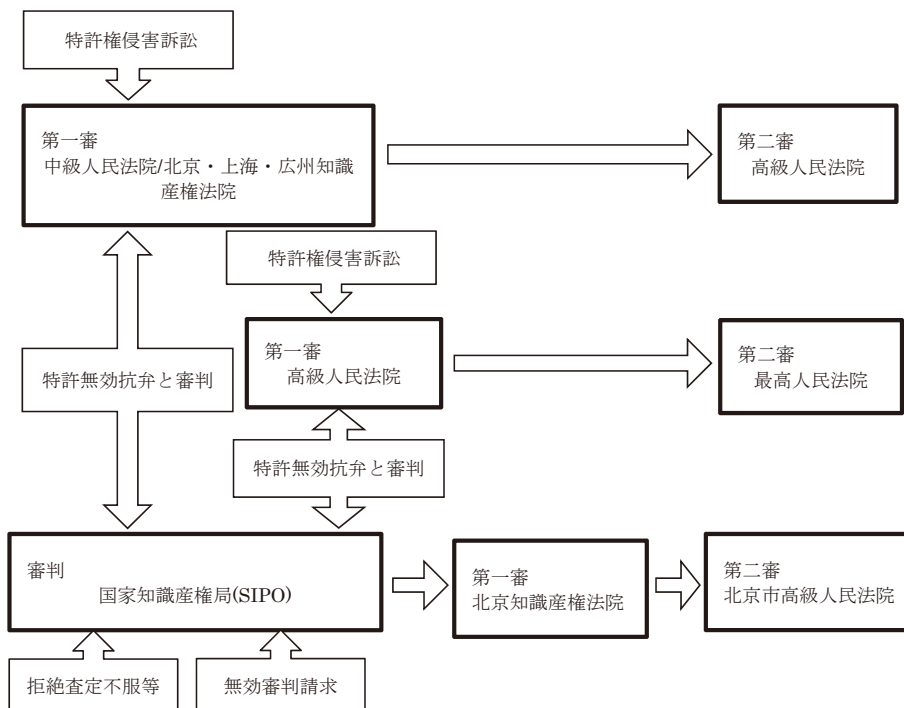 特許権侵害訴訟
第一審
中級人民法院/北京・上海・広州知識
産権法院
第二審
高級人民法院
特許権侵害訴訟
第一審
高級人民法院
第二審
最高人民法院
特許無効抗弁と審判
特許無効抗弁と審判
審判
国家知識産権局(SIPO)
第一審
北京知識産権法院
第二審
北京市高級人民法院
拒絶査定不服等
無効審判請求